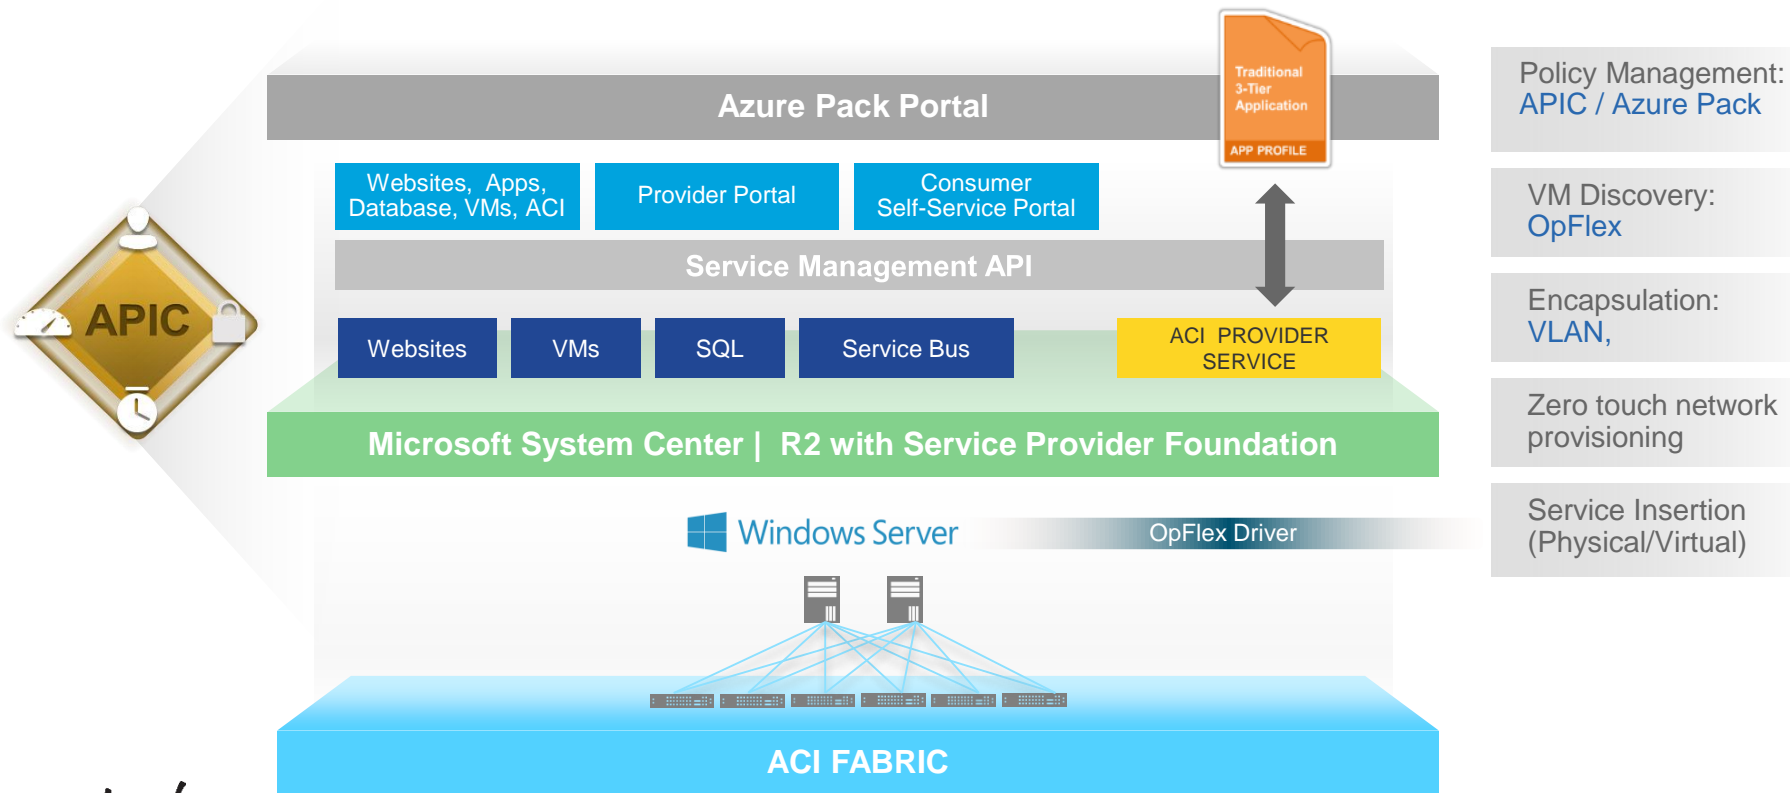 Traditional
3-Tier
Application
APP PROFILE
Azure Pack Portal
Websites,  Apps,
Database, VMs, ACI
Provider Portal
Consumer
Self-Service Portal
Service Management API
APIC
Websites
VMs
SQL
Service Bus
ACI  PROVIDER
SERVICE
Microsoft System Center |  R2 with Service Provider Foundation
Windows Server
OpFlex Driver
ACI FABRIC
Policy Management:
APIC / Azure Pack
VM Discovery:
OpFlex
Encapsulation:
VLAN,
Zero touch network
provisioning
Service Insertion
(Physical/Virtual)